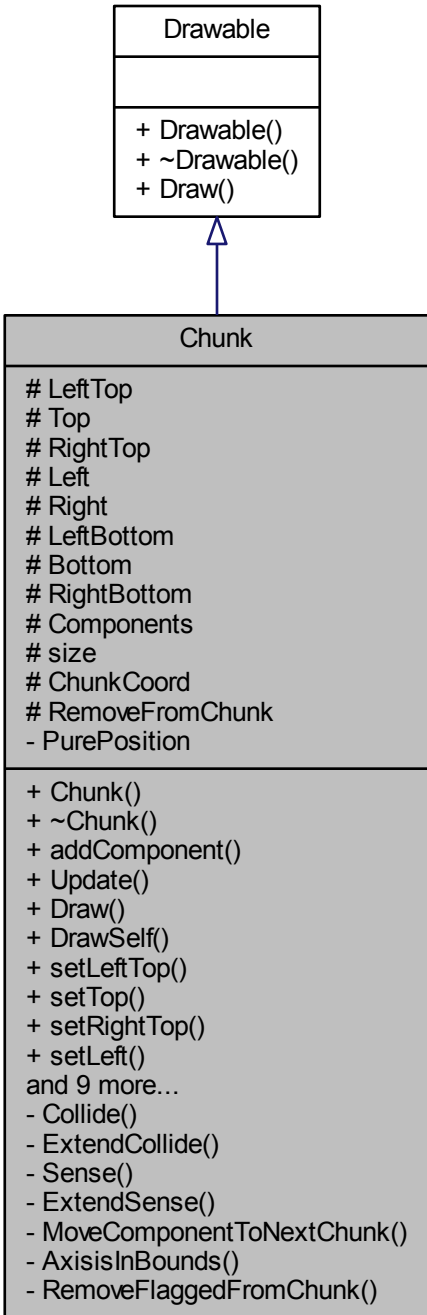 Drawable
+ Drawable()
+ ~Drawable()
+ Draw()
Chunk
# LeftTop
# Top
# RightTop
# Left
# Right
# LeftBottom
# Bottom
# RightBottom
# Components
# size
# ChunkCoord
# RemoveFromChunk
- PurePosition
+ Chunk()
+ ~Chunk()
+ addComponent()
+ Update()
+ Draw()
+ DrawSelf()
+ setLeftTop()
+ setTop()
+ setRightTop()
+ setLeft()
and 9 more...
- Collide()
- ExtendCollide()
- Sense()
- ExtendSense()
- MoveComponentToNextChunk()
- AxisisInBounds()
- RemoveFlaggedFromChunk()